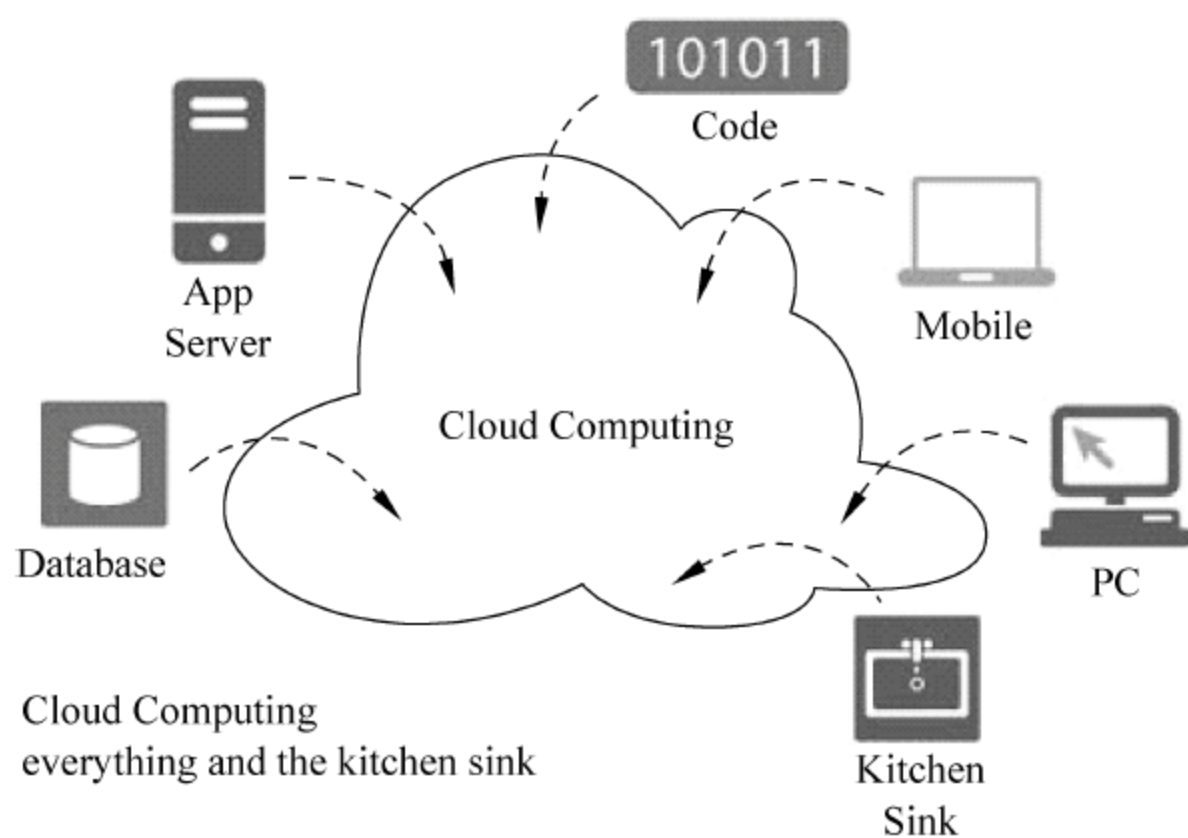 101011
Code
App
Server
Mobile
Cloud Computing
Database
PC
Kitchen
Sink
Cloud Computing
everything and the kitchen sink